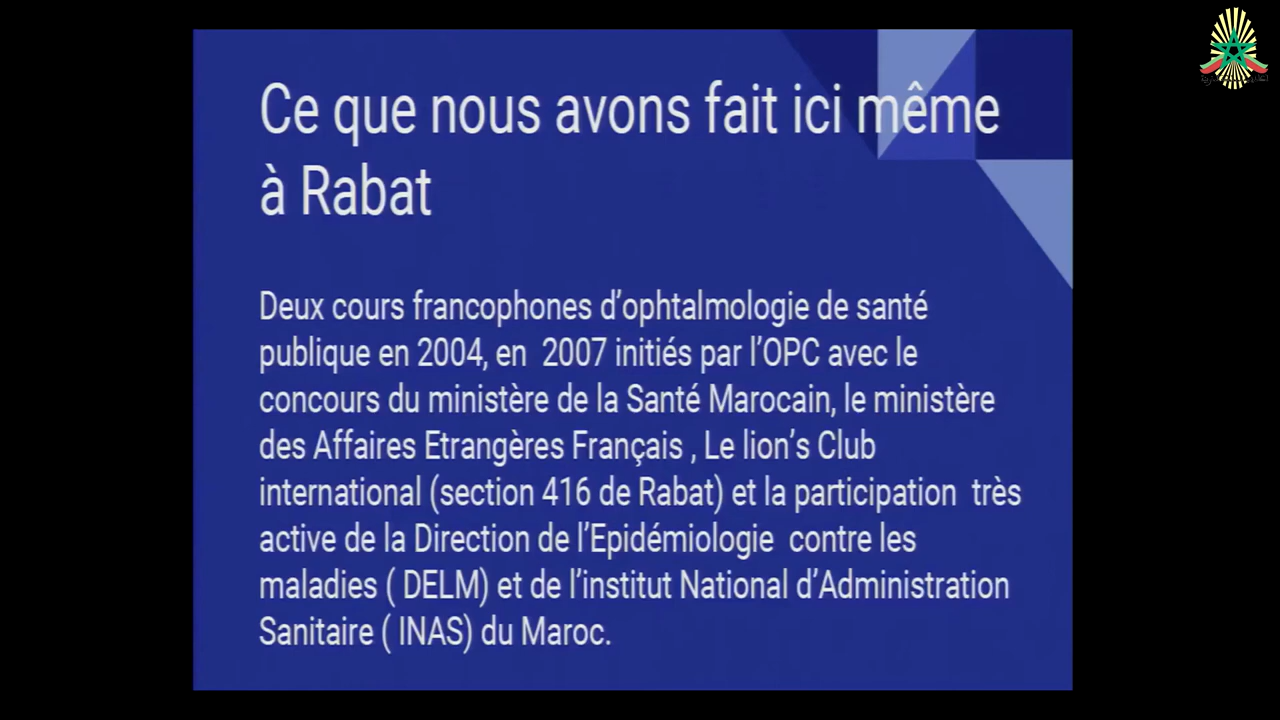 Ce que nous avons fait ici même
à Rabat
Deux cours francophones d’ophtalmologie de santé
publique en 2004, en  2007 initiés par l’OPC avec le
concours du ministère de la Santé Marocain, le ministère
des Affaires Etrangères Français , Le lion’s Club
international (section 416 de Rabat) et la participation  très
active de la Direction de l’Epidémiologie  contre les
maladies ( DELM) et de l’institut National d’Administration
Sanitaire ( INAS) du Maroc.